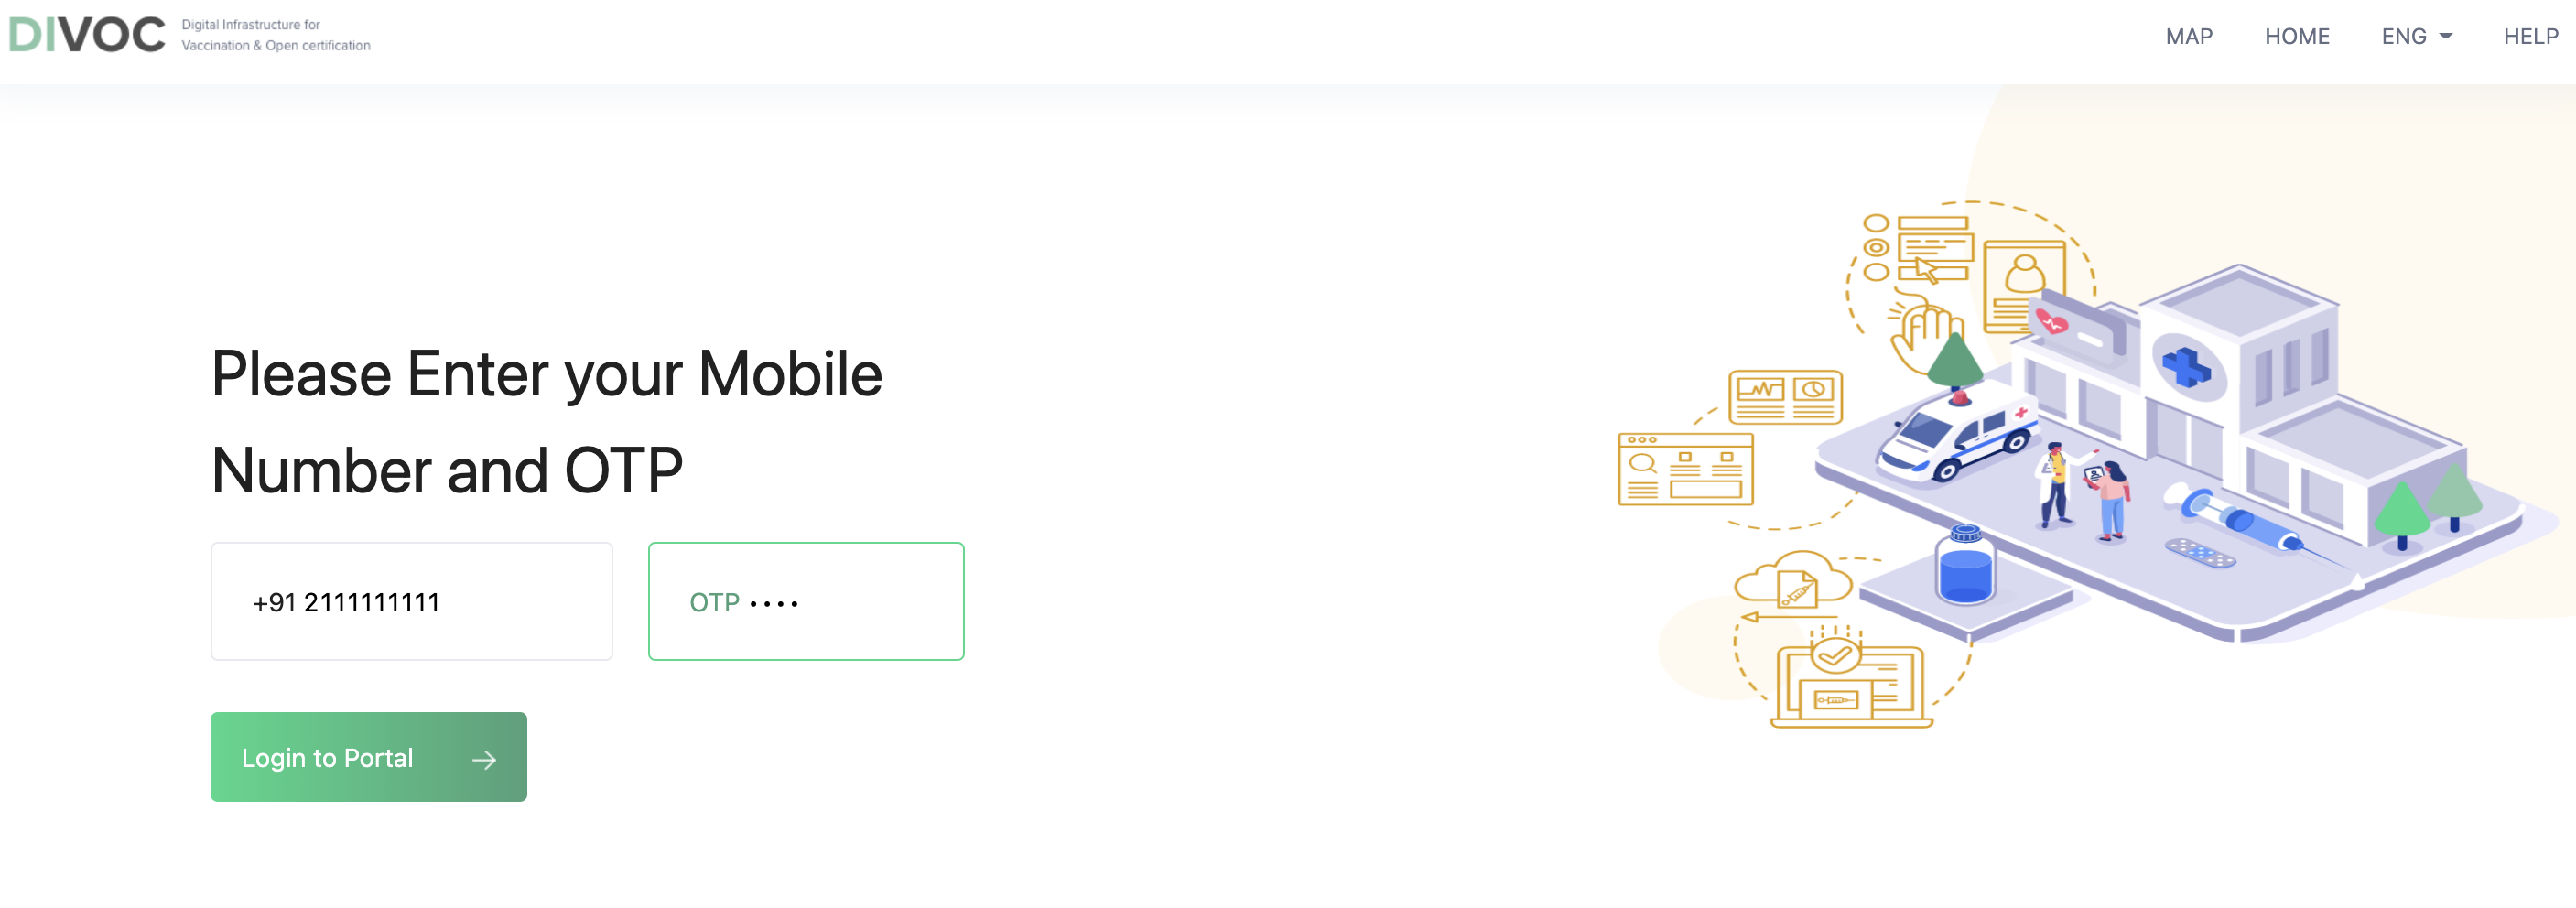 DIVOC
Digital Infrastructure for
Vaccination & Open certification
MAP HOME ENG HELP
Please Enter your Mobile
Number and OTP
+91 2111111111
OTP ••••
Login to Portal →